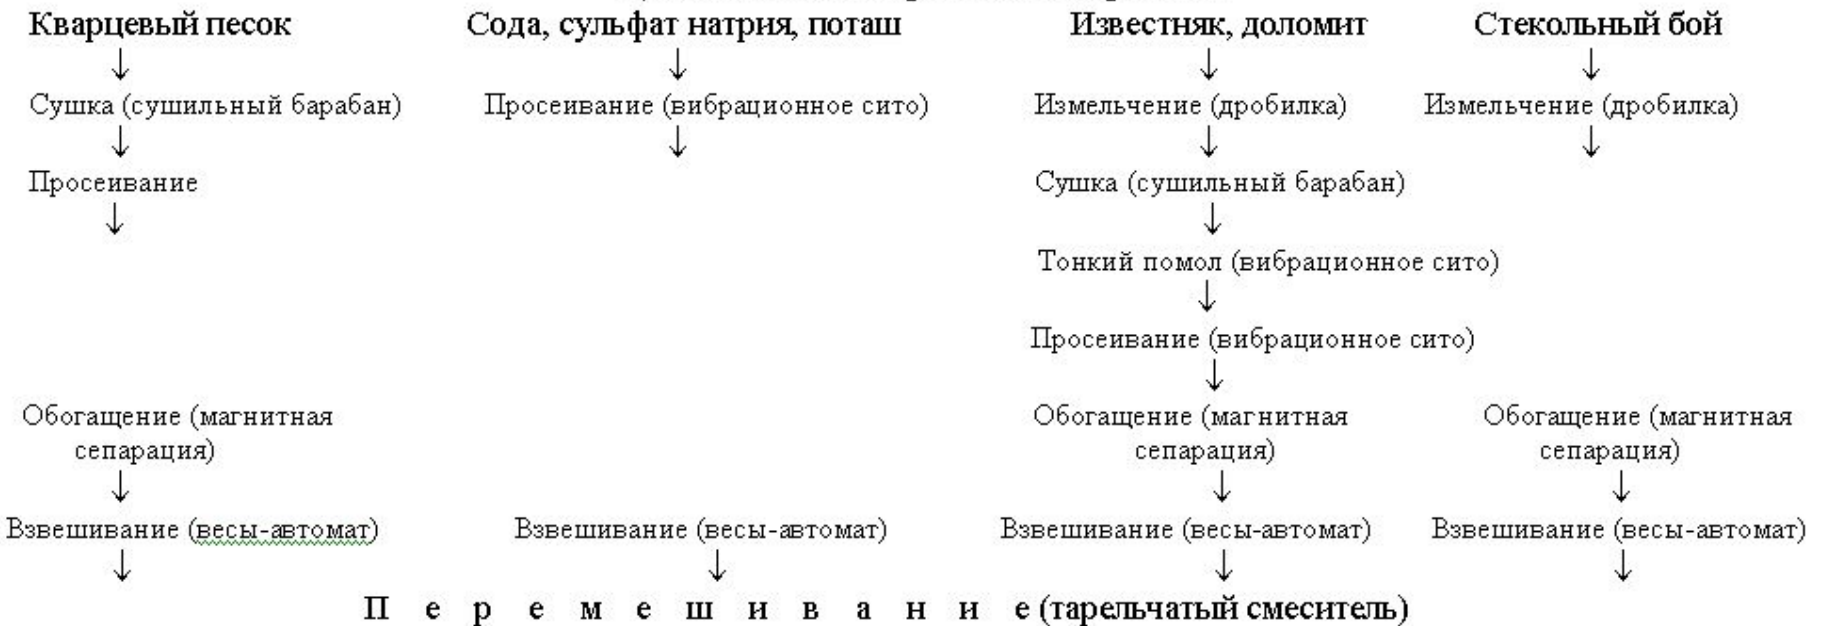 Кварцевый песок Сода, сульфат натрия, поташ Известняк, доломит Стекольный бой
Сушка (сушильный барабан) Просеивание (вибрационное сито) Измельчение (дробилка) Измельчение (дробилка)
Просеивание Сушка (сушильный барабан)
Тонкий помол (вибрационное сито)
Просеивание (вибрационное сито)
Обогащение (магнитная Обогащение (магнитная Обогащение (магнитная
сепарация) сепарация) сепарация)
Взвешивание (весы-автомат) Взвешивание (весы-автомат) Взвешивание (весы-автомат) Взвешивание (весы-автомат)
П е р е м е ш и в а н и е (тарельчатый смеситель)